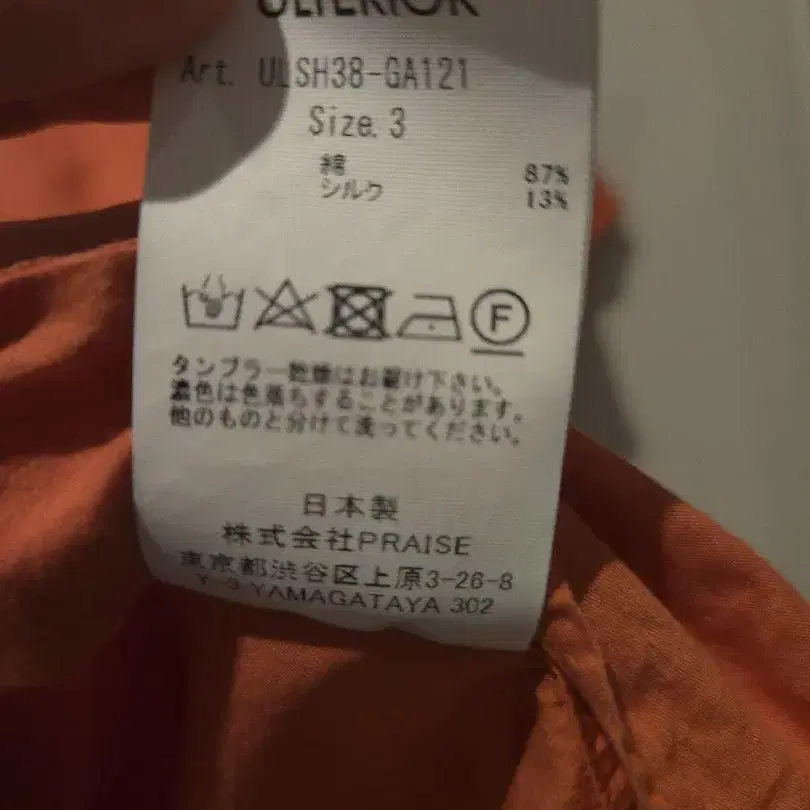 ULTERIOR
Art. ULSH38-GA121
Size.3
綿 87%
シルク 13%
F
タンブラー乾燥はお避け下さい。
濃色は色落ちすることがあります。
他のものと分けて洗ってください。
日本製
株式会社PRAISE
東京都渋谷区上原3-26-8
Y-3 YAMAGATAYA 302